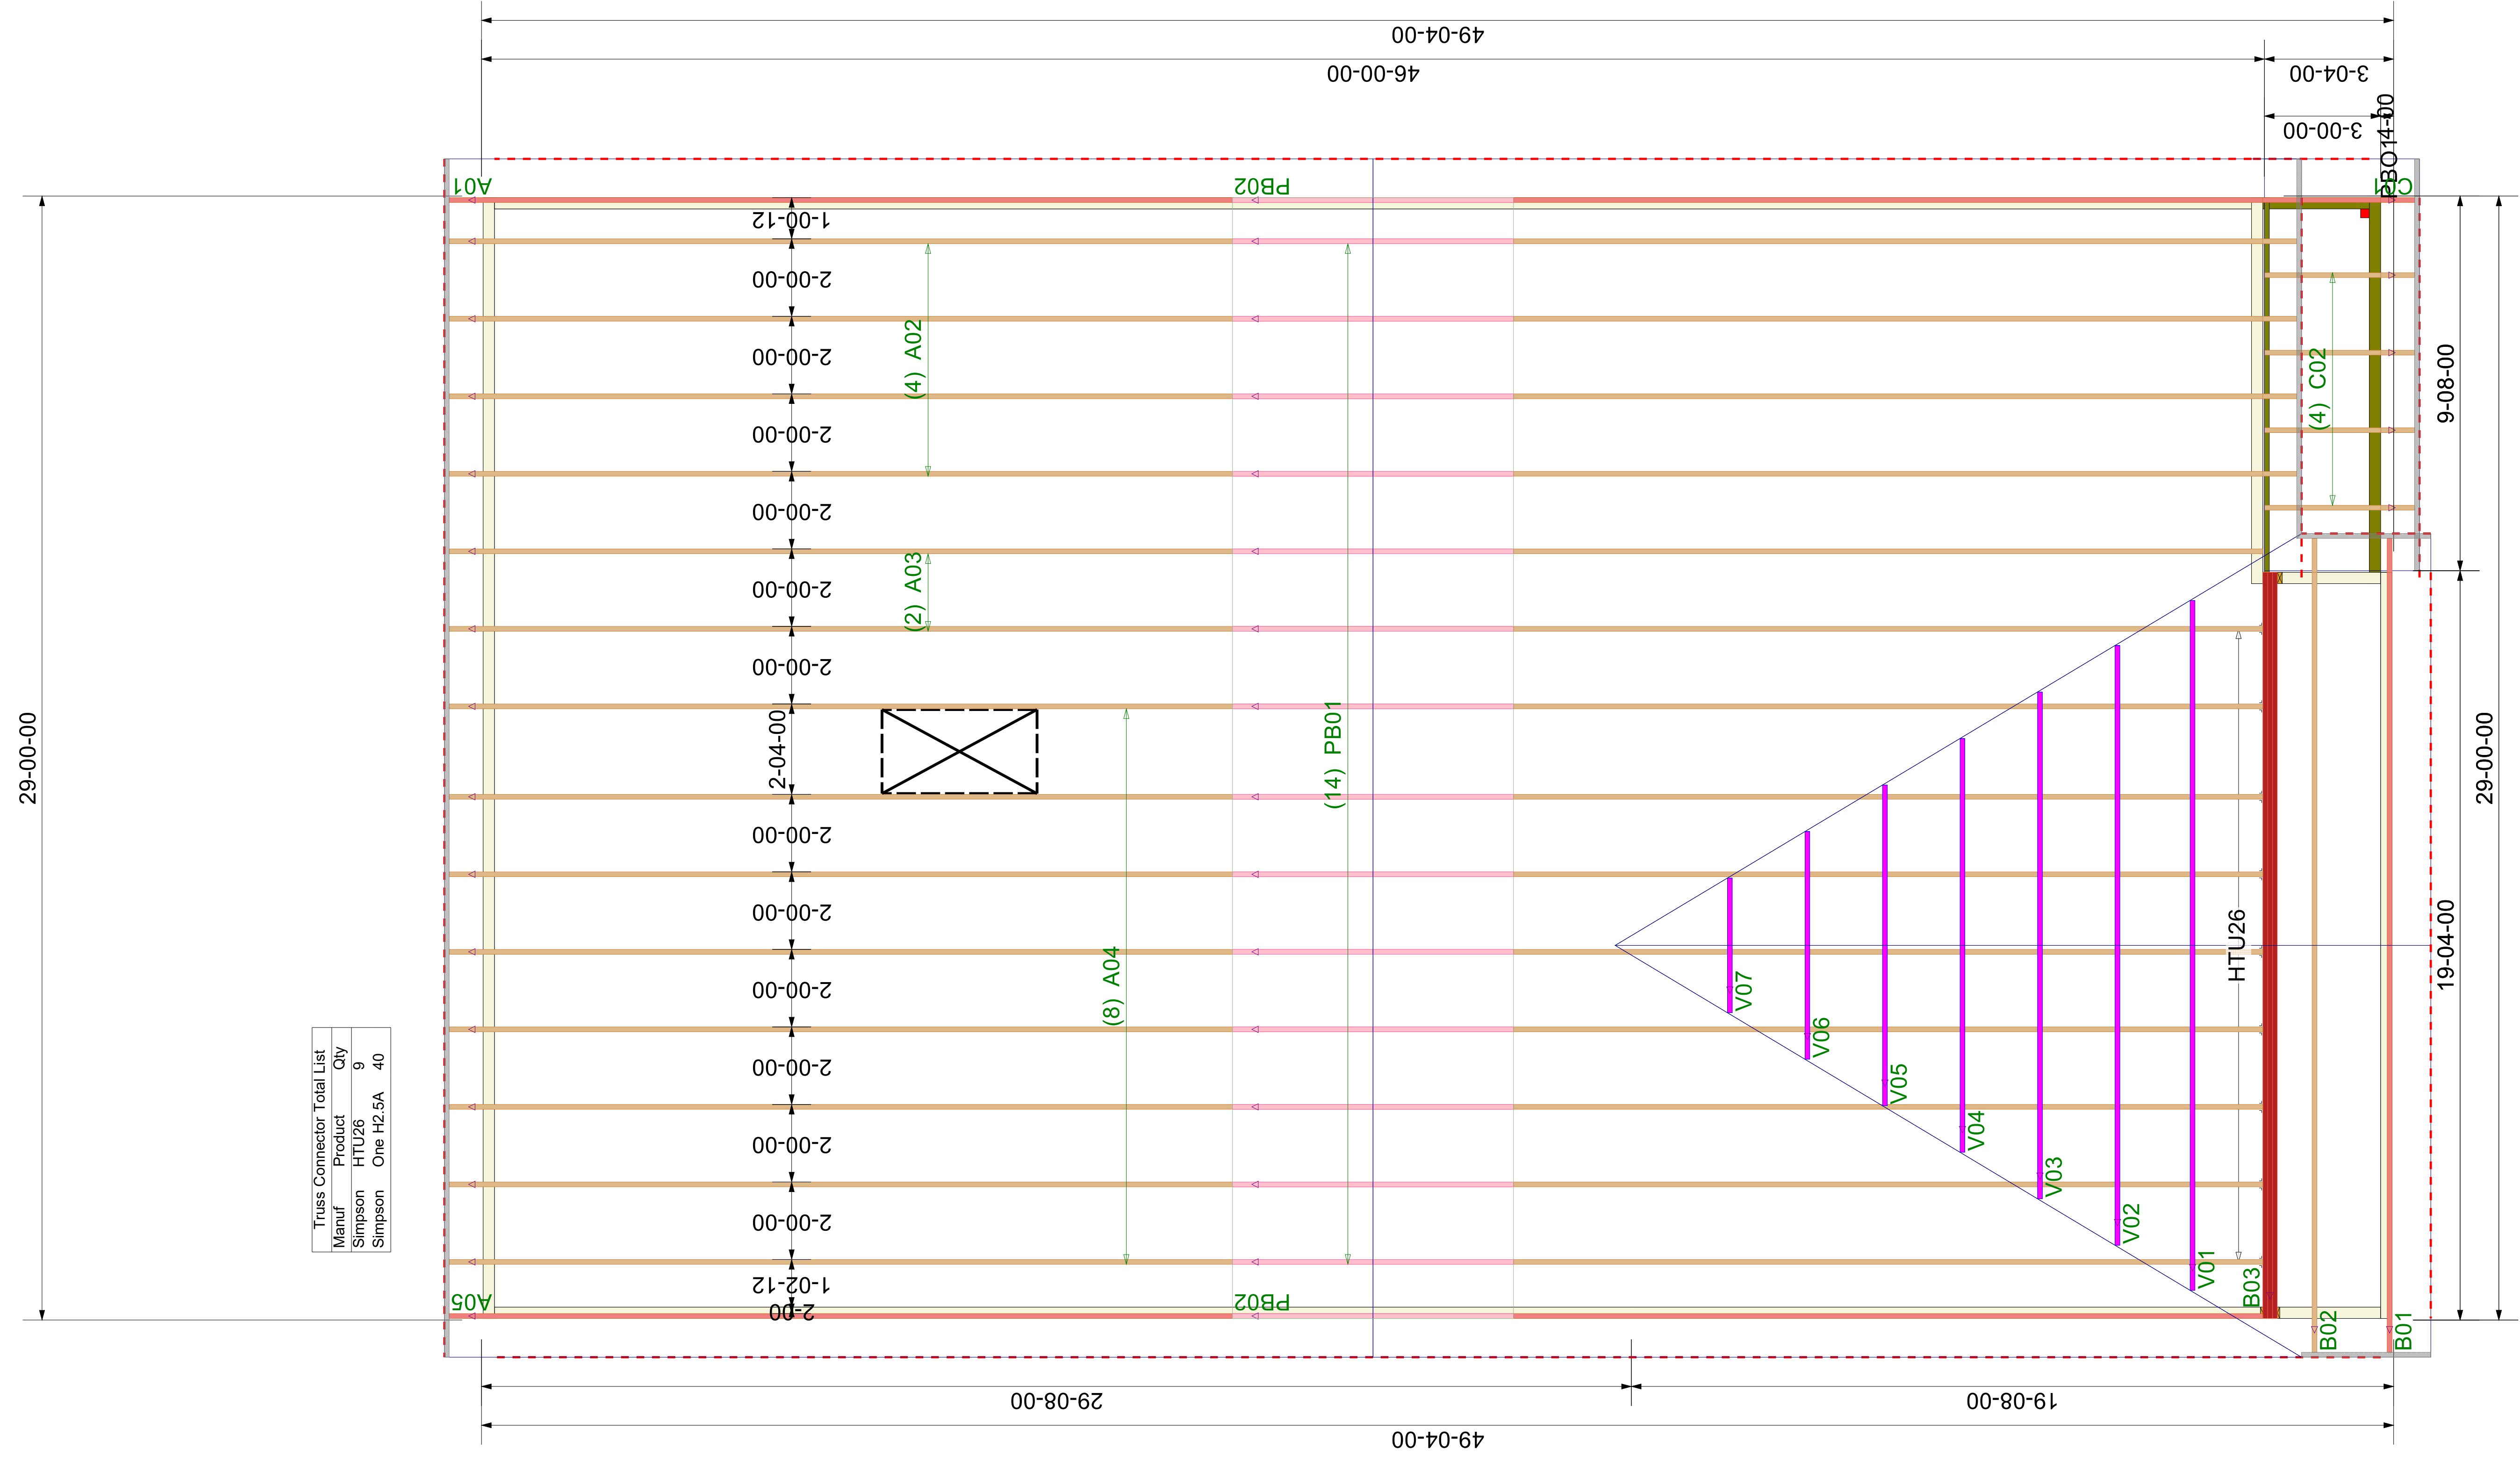 49-04-00
46-00-00
3-04-00
3-00-00
PBO14-00
A01
PB02
C01
1-00-12
2-00-00
2-00-00
2-00-00
2-00-00
2-00-00
2-00-00
2-04-00
2-00-00
2-00-00
2-00-00
2-00-00
2-00-00
2-00-00
1-02-12
2-00
(4) A02
(2) A03
(8) A04
(14) PB01
(4) C02
9-08-00
29-00-00
29-00-00
19-04-00
HTU26
V07
V06
V05
V04
V03
V02
V01
B03
B02
B01
A05
PB02
Truss Connector Total List
Manuf Product Qty
Simpson HTU26 9
Simpson One H2.5A 40
29-08-00
19-08-00
49-04-00